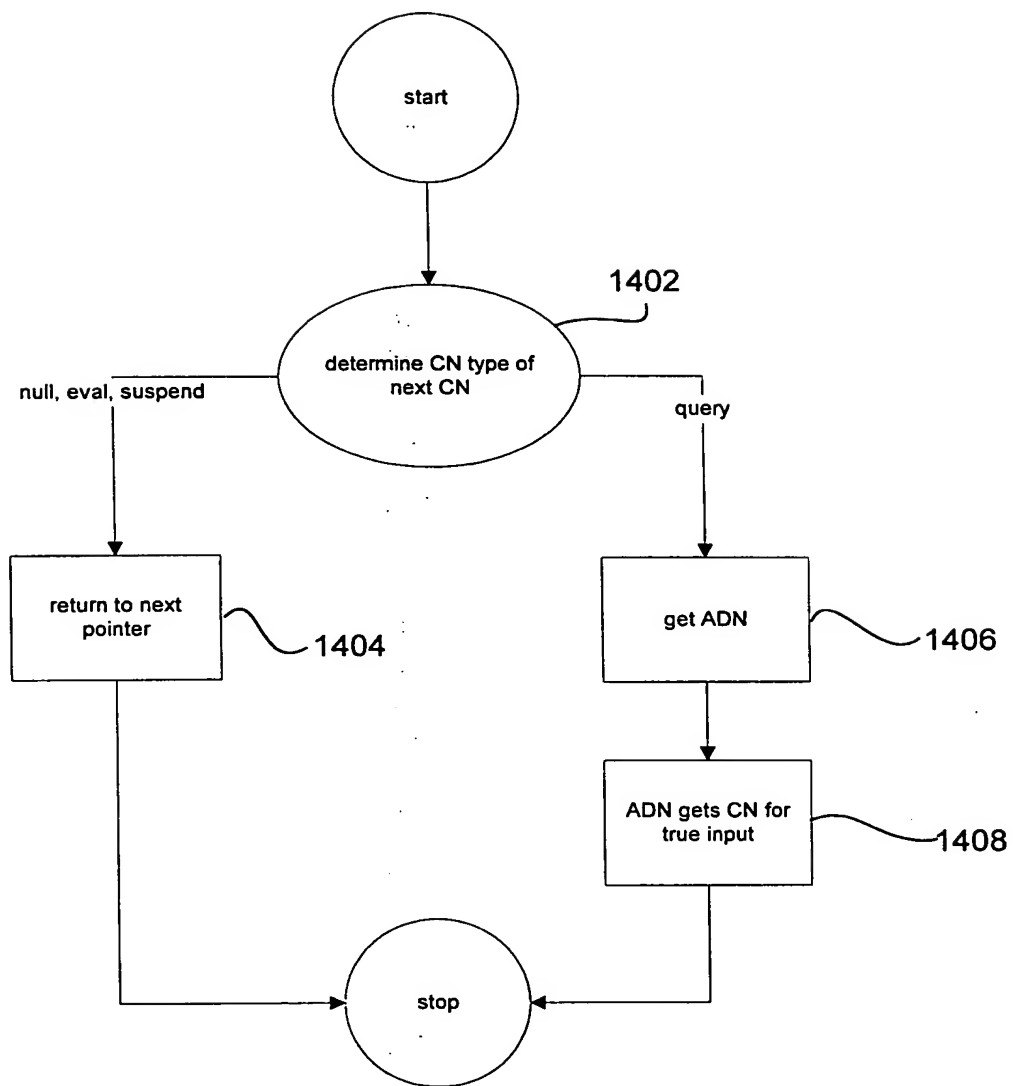 start
1402
determine CN type of
next CN
null, eval, suspend
query
return to next
pointer
1404
get ADN
1406
ADN gets CN for
true input
1408
stop